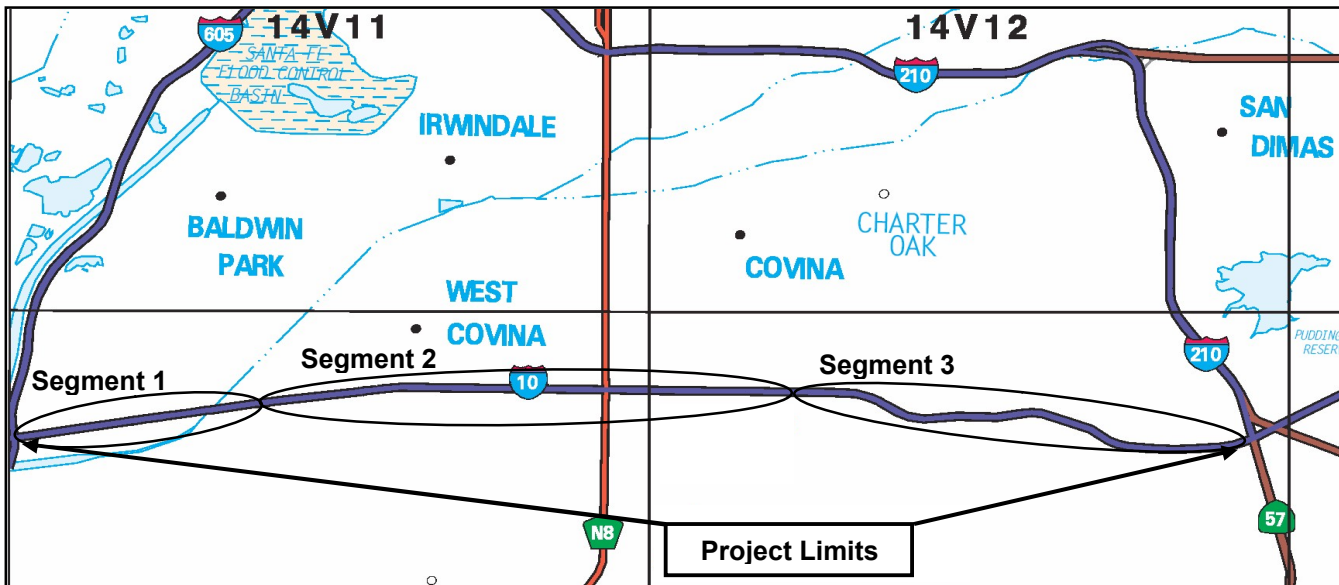 14V11
14V12
605
SANTA FE
FLOOD CONTROL
BASIN
210
IRWINDALE
SAN
DIMAS
BALDWIN
PARK
CHARTER
OAK
COVINA
WEST
COVINA
PUDDING
RESER
210
Segment 1
Segment 2
10
Segment 3
N8
Project Limits
57